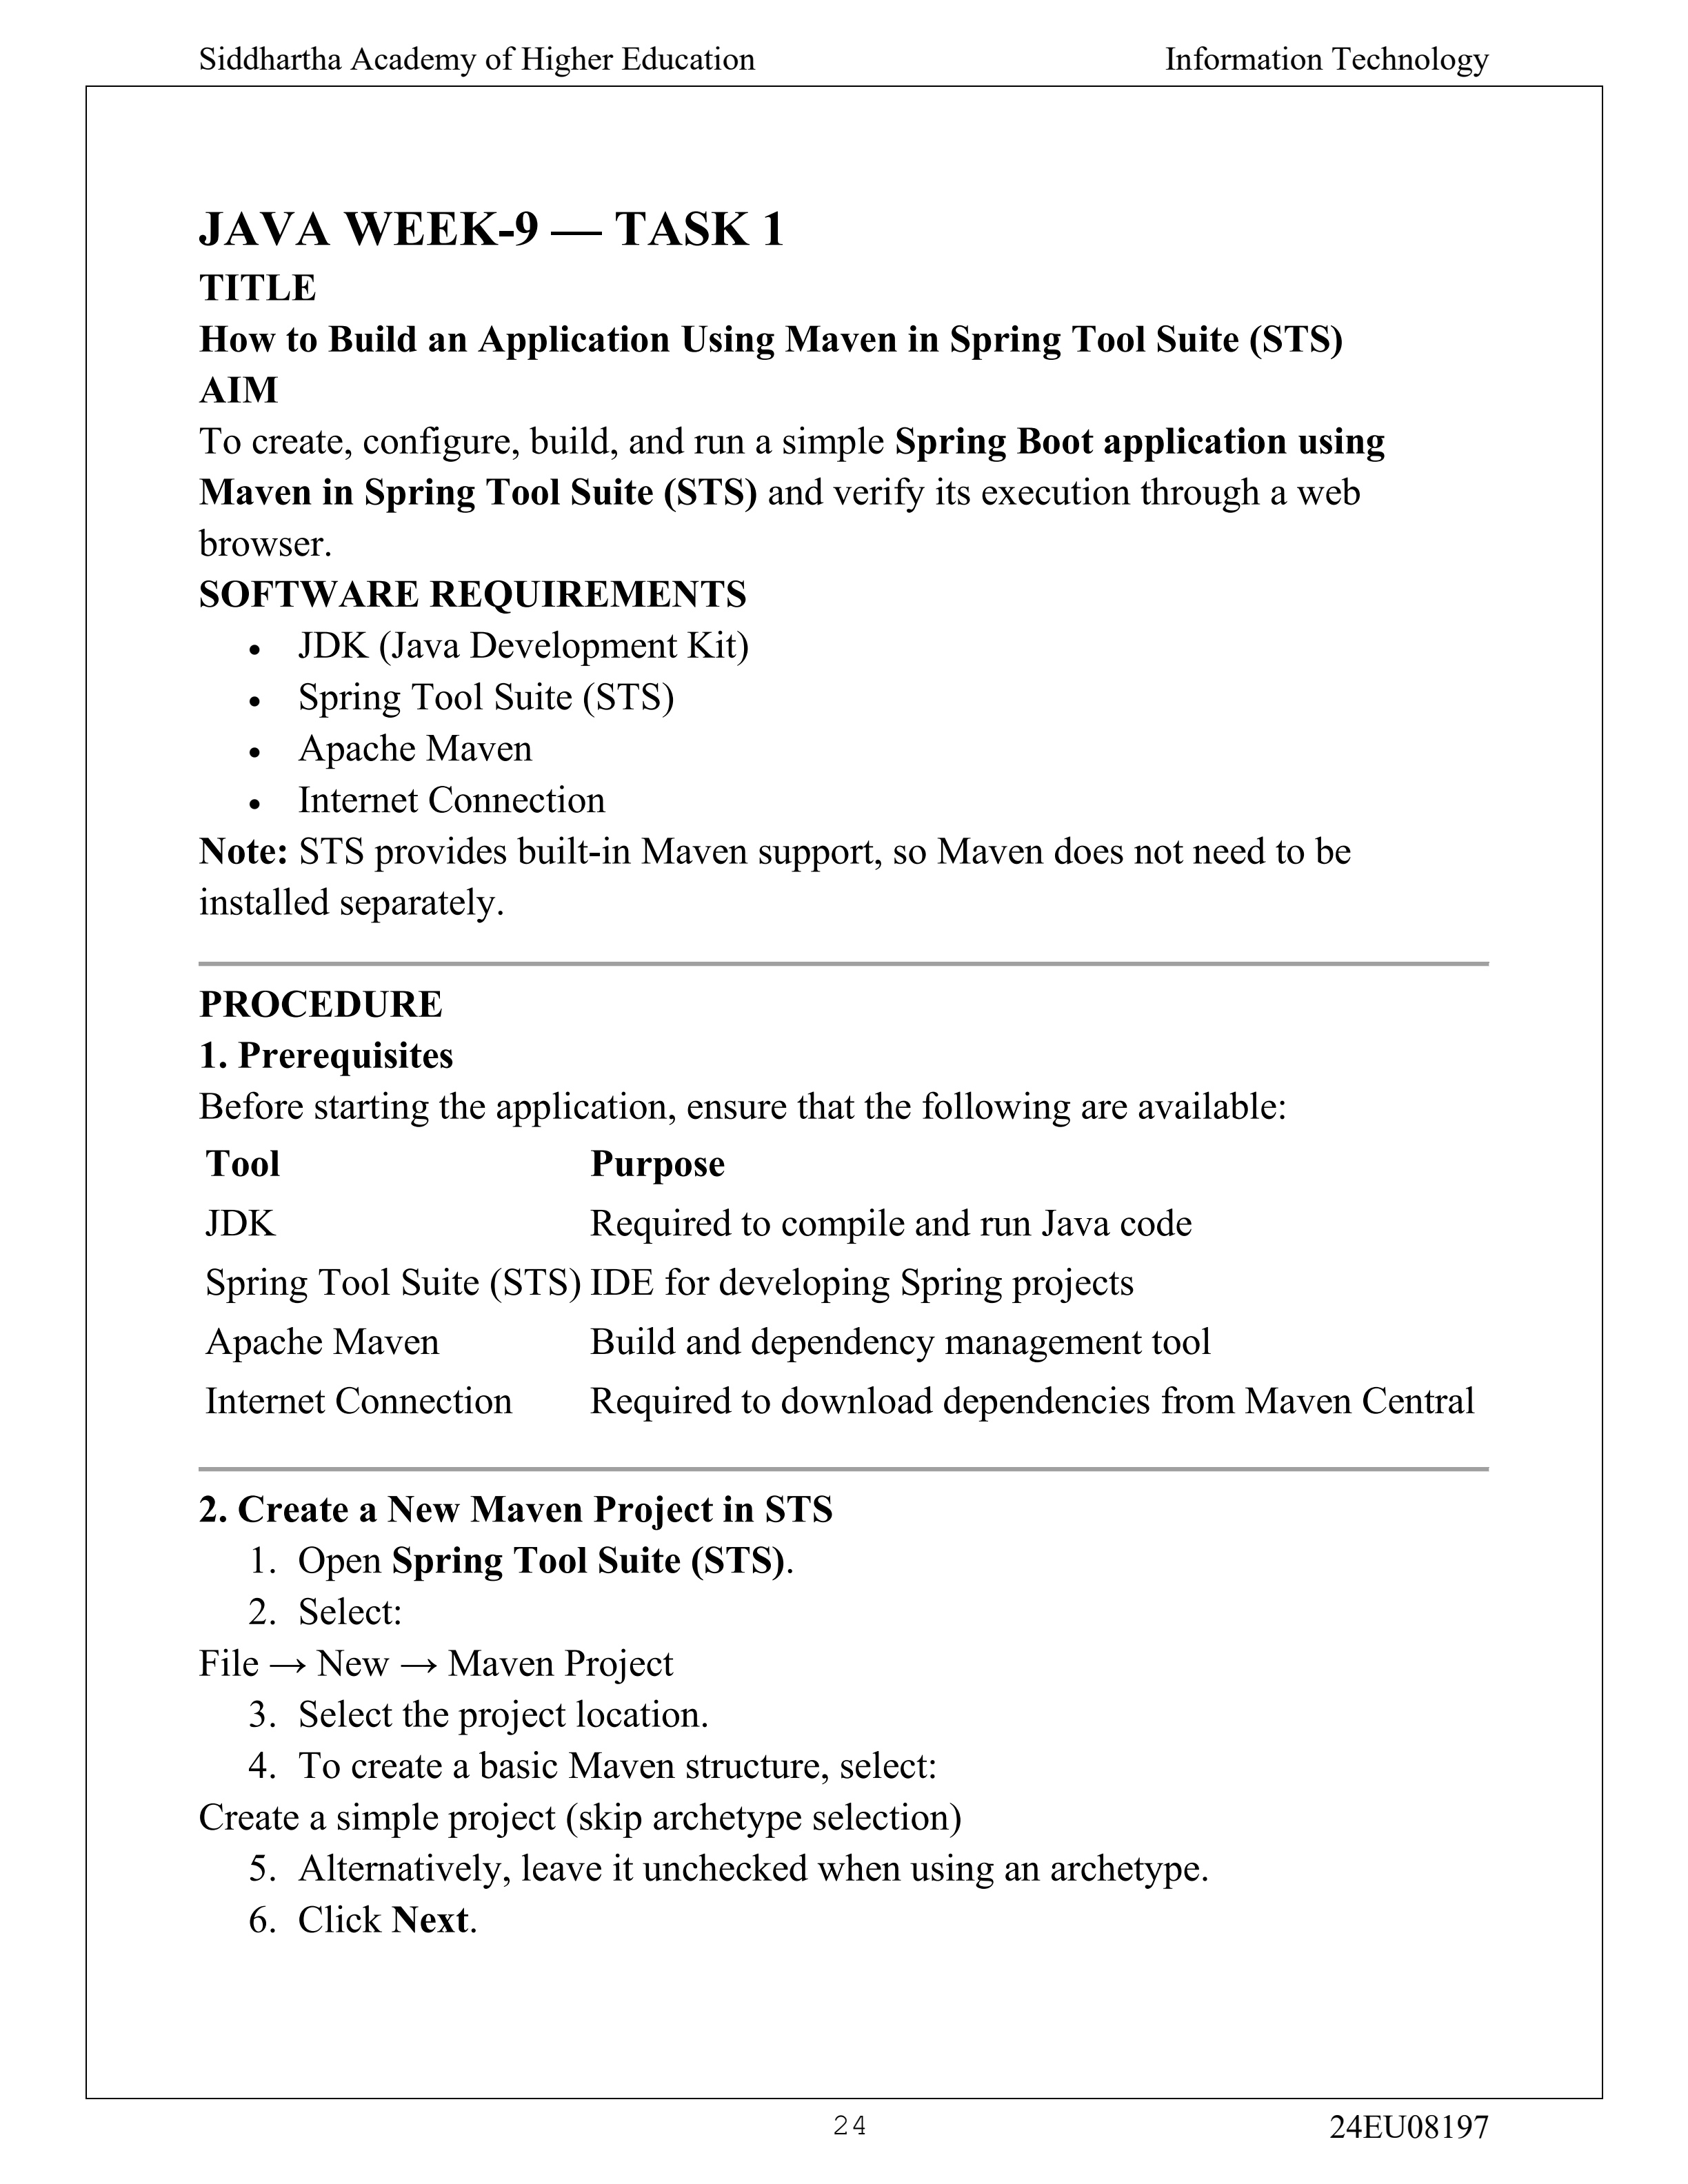 Siddhartha Academy of Higher Education Information Technology
JAVA WEEK-9 — TASK 1
TITLE
How to Build an Application Using Maven in Spring Tool Suite (STS)
AIM
To create, configure, build, and run a simple Spring Boot application using
Maven in Spring Tool Suite (STS) and verify its execution through a web
browser.
SOFTWARE REQUIREMENTS
• JDK (Java Development Kit)
• Spring Tool Suite (STS)
• Apache Maven
• Internet Connection
Note: STS provides built-in Maven support, so Maven does not need to be
installed separately.
PROCEDURE
1. Prerequisites
Before starting the application, ensure that the following are available:
Tool Purpose
JDK Required to compile and run Java code
Spring Tool Suite (STS) IDE for developing Spring projects
Apache Maven Build and dependency management tool
Internet Connection Required to download dependencies from Maven Central
2. Create a New Maven Project in STS
1. Open Spring Tool Suite (STS).
2. Select:
File → New → Maven Project
3. Select the project location.
4. To create a basic Maven structure, select:
Create a simple project (skip archetype selection)
5. Alternatively, leave it unchecked when using an archetype.
6. Click Next.
24 24EU08197